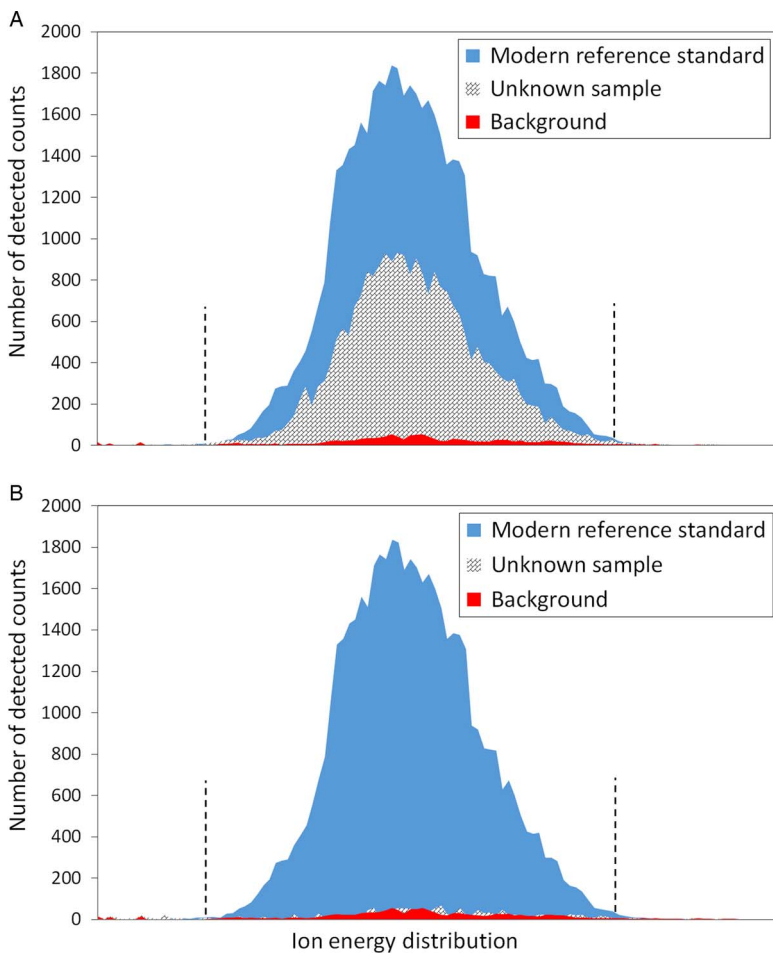 A
Number of detected counts
2000
1800
1600
1400
1200
1000
800
600
400
200
0
Modern reference standard
Unknown sample
Background
B
Number of detected counts
2000
1800
1600
1400
1200
1000
800
600
400
200
0
Modern reference standard
Unknown sample
Background
Ion energy distribution